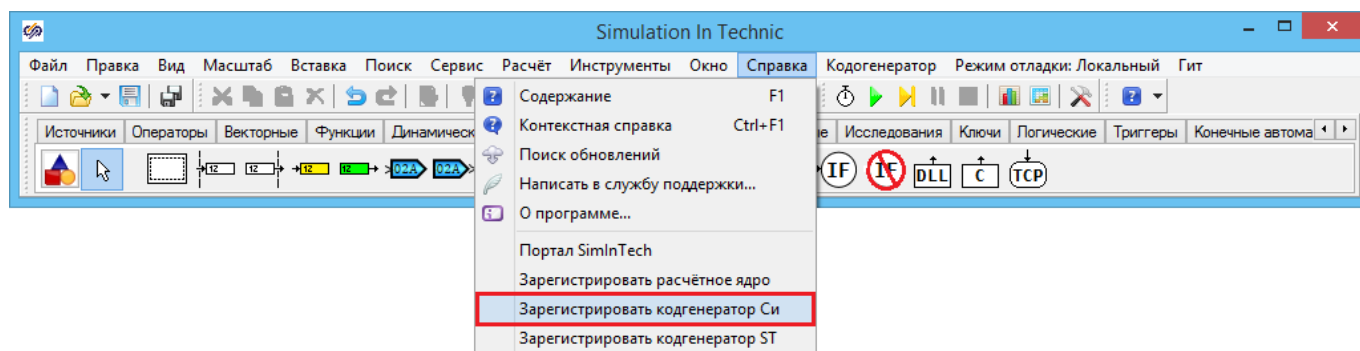 Simulation In Technic
Файл Правка Вид Масштаб Вставка Поиск Сервис Расчёт Инструменты Окно Справка Кодогенератор Режим отладки: Локальный Гит
Содержание F1
Источники Операторы Векторные Функции Динамическ Исследования Ключи Логические Триггеры Конечные автома
Контекстная справка Ctrl+F1
Поиск обновлений
12 12 12 12 02A 02A IF IF DLL C TCP
Написать в службу поддержки...
О программе...
Портал SimInTech
Зарегистрировать расчётное ядро
Зарегистрировать кодгенератор Си
Зарегистрировать кодгенератор ST